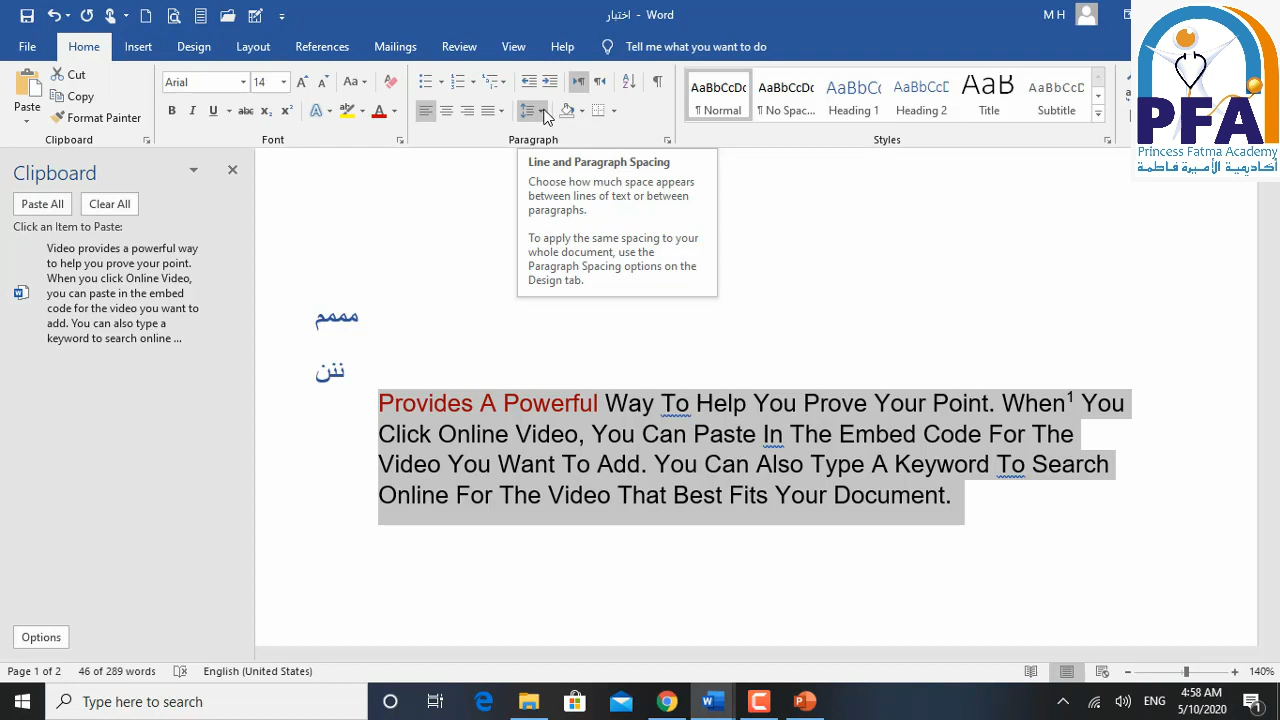 اختبار - Word
M H
File Home Insert Design Layout References Mailings Review View Help Tell me what you want to do
Paste
Cut
Copy
Format Painter
Clipboard
Arial 14
Font
Paragraph
AaBbCcDc ¶ Normal
AaBbCcDc ¶ No Spac...
AaBbCc Heading 1
AaBbCcD Heading 2
AaB Title
AaBbCcD Subtitle
Styles
PFA
Princess Fatma Academy
أكاديمية الأميرة فاطمة
Clipboard
Paste All Clear All
Click an Item to Paste:
Video provides a powerful way
to help you prove your point.
When you click Online Video,
you can paste in the embed
code for the video you want to
add. You can also type a
keyword to search online ...
Options
Line and Paragraph Spacing
Choose how much space appears
between lines of text or between
paragraphs.
To apply the same spacing to your
whole document, use the
Paragraph Spacing options on the
Design tab.
مممم
ننن
Provides A Powerful Way To Help You Prove Your Point. When¹ You
Click Online Video, You Can Paste In The Embed Code For The
Video You Want To Add. You Can Also Type A Keyword To Search
Online For The Video That Best Fits Your Document.
Page 1 of 2 46 of 289 words English (United States) 140%
Type here to search
ENG
4:58 AM
5/10/2020